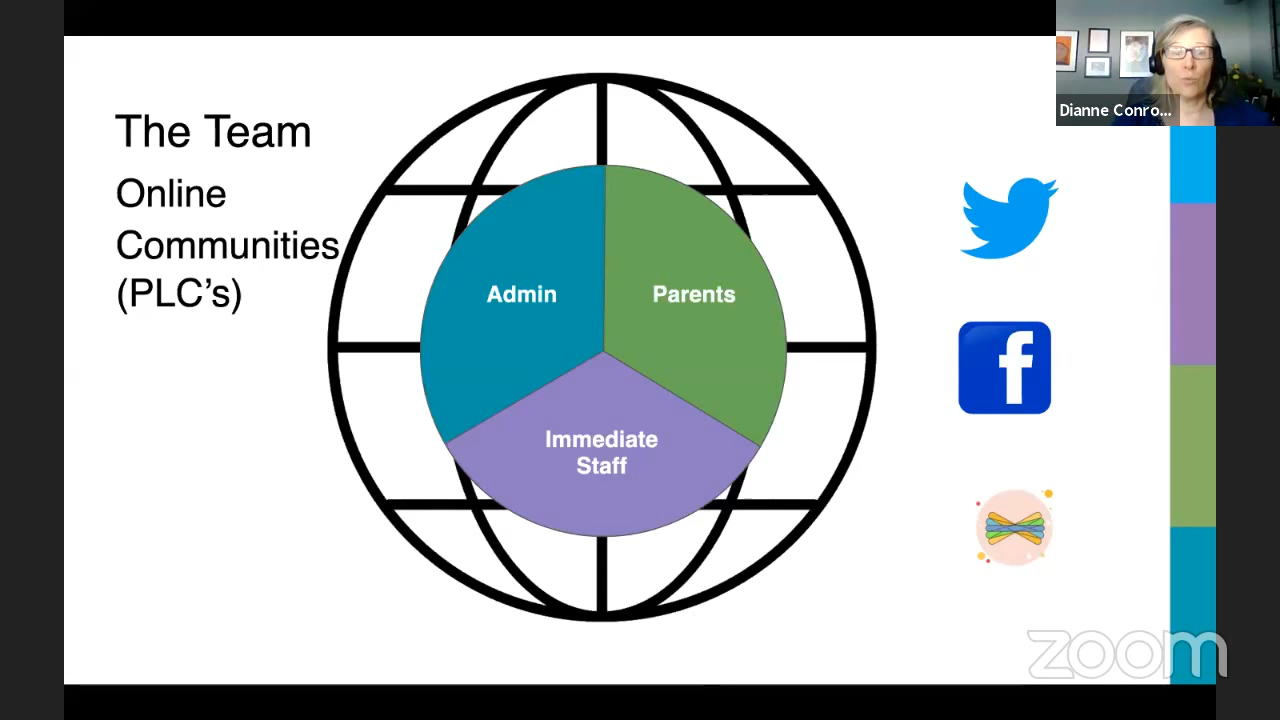 The Team
Online
Communities
(PLC’s)
Admin
Parents
Immediate
Staff
Dianne Conro...
zoom